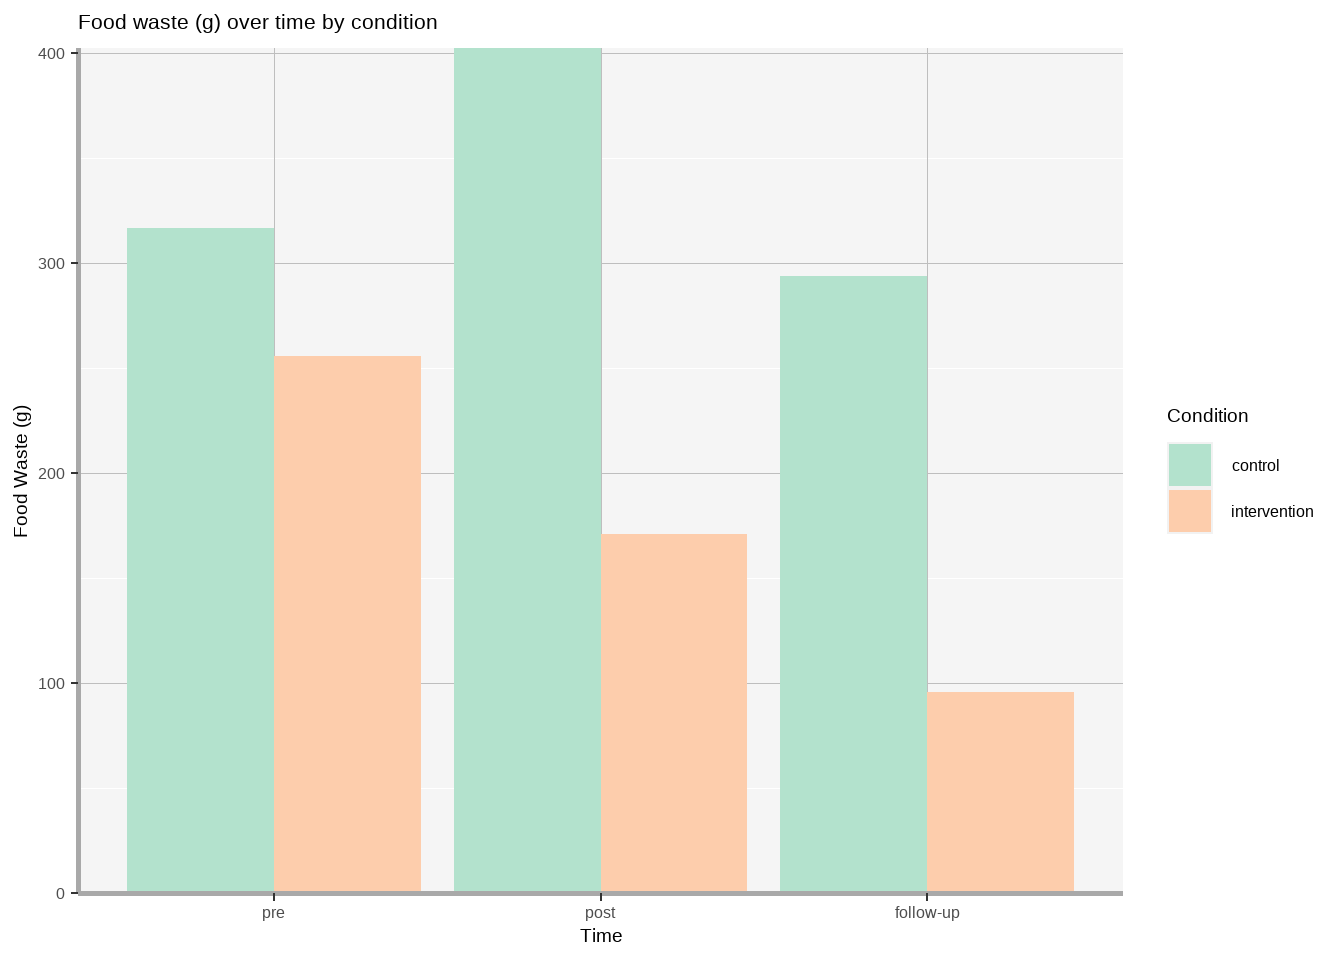 Food waste (g) over time by condition
400
300
200
100
0
Food Waste (g)
pre post follow-up
Time
Condition
control
intervention